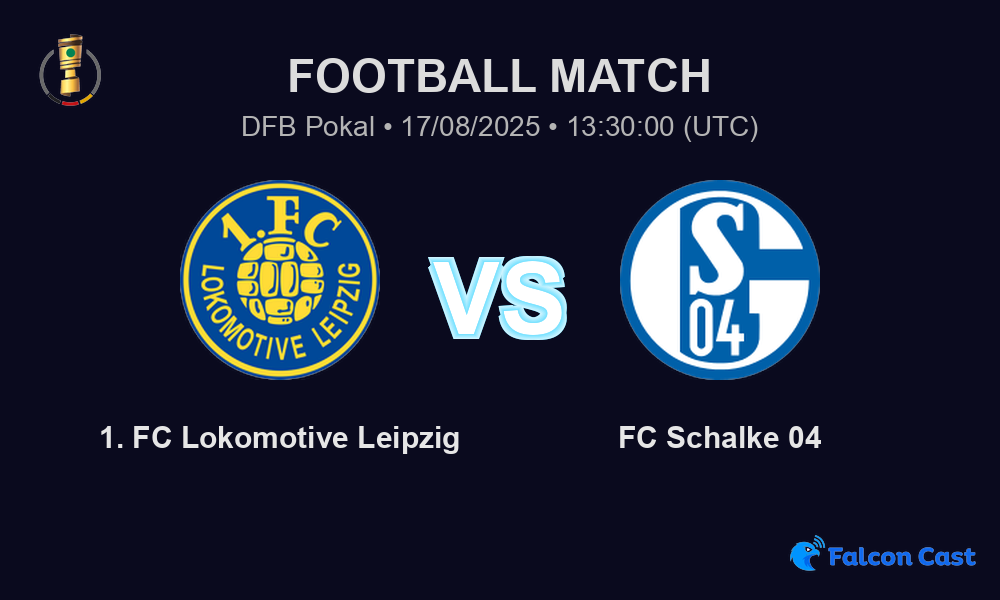 FOOTBALL MATCH
DFB Pokal • 17/08/2025 • 13:30:00 (UTC)
1. FC
LOKOMOTIVE LEIPZIG
VS
S
04
1. FC Lokomotive Leipzig
FC Schalke 04
Falcon Cast